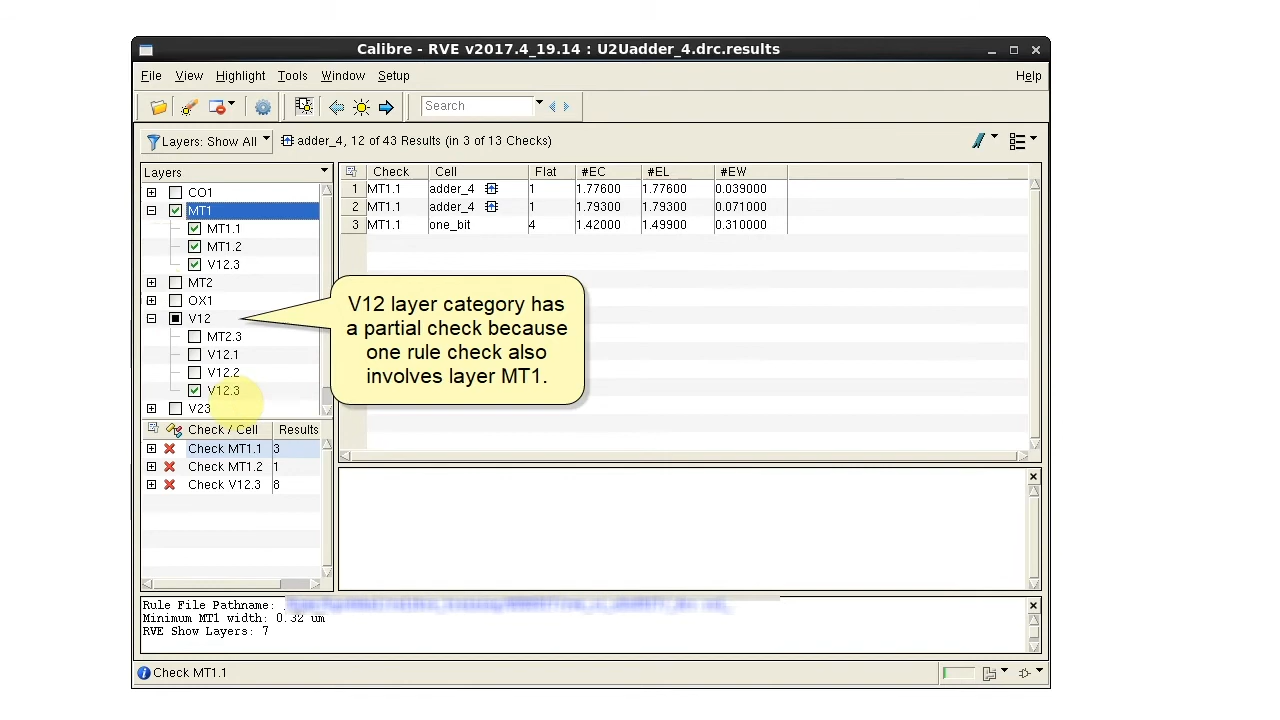 Calibre - RVE v2017.4_19.14 : U2Uadder_4.drc.results
File View Highlight Tools Window Setup Help
Search
Layers: Show All adder_4, 12 of 43 Results (in 3 of 13 Checks)
Layers
CO1
MT1
MT1.1
MT1.2
V12.3
MT2
OX1
V12
MT2.3
V12.1
V12.2
V12.3
V23
Check Cell Flat #EC #EL #EW
1 MT1.1 adder_4 1 1.77600 1.77600 0.039000
2 MT1.1 adder_4 1 1.79300 1.79300 0.071000
3 MT1.1 one_bit 4 1.42000 1.49900 0.310000
V12 layer category has
a partial check because
one rule check also
involves layer MT1.
Check / Cell Results
Check MT1.1 3
Check MT1.2 1
Check V12.3 8
Rule File Pathname:
Minimum MT1 width: 0.32 um
RVE Show Layers: 7
Check MT1.1